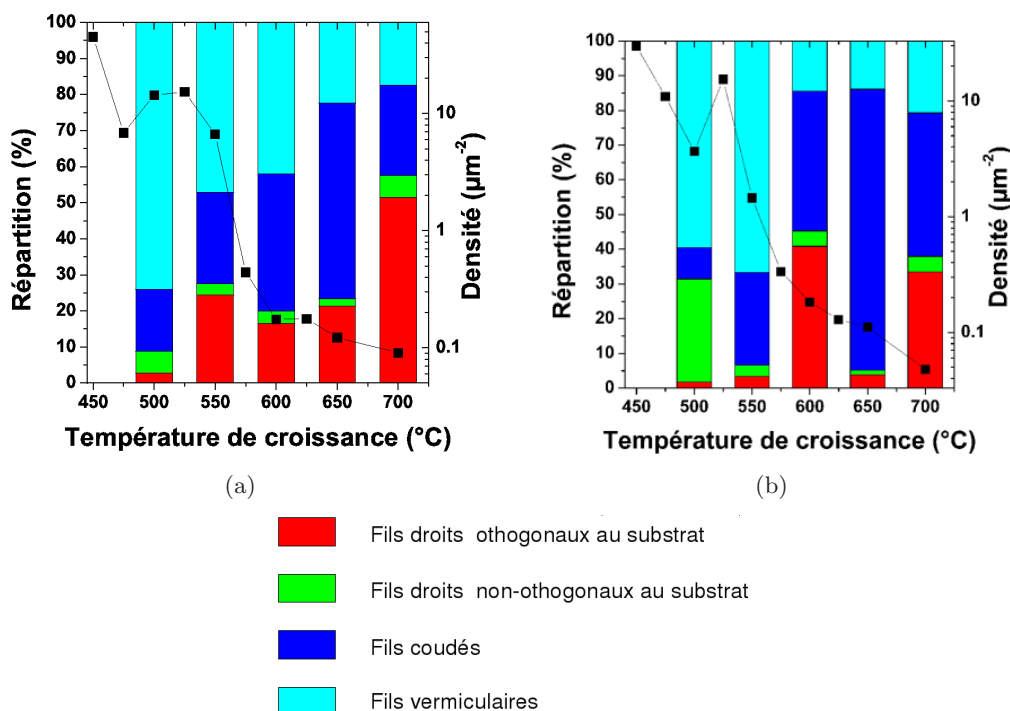 100
90
80
70
60
50
40
30
20
10
0
Répartition (%)
10
1
0.1
Densité (µm-2)
450 500 550 600 650 700
Température de croissance (°C)
(a)
100
90
80
70
60
50
40
30
20
10
0
Répartition (%)
10
1
0.1
Densité (µm-2)
450 500 550 600 650 700
Température de croissance (°C)
(b)
Fils droits othogonaux au substrat
Fils droits non-othogonaux au substrat
Fils coudés
Fils vermiculaires